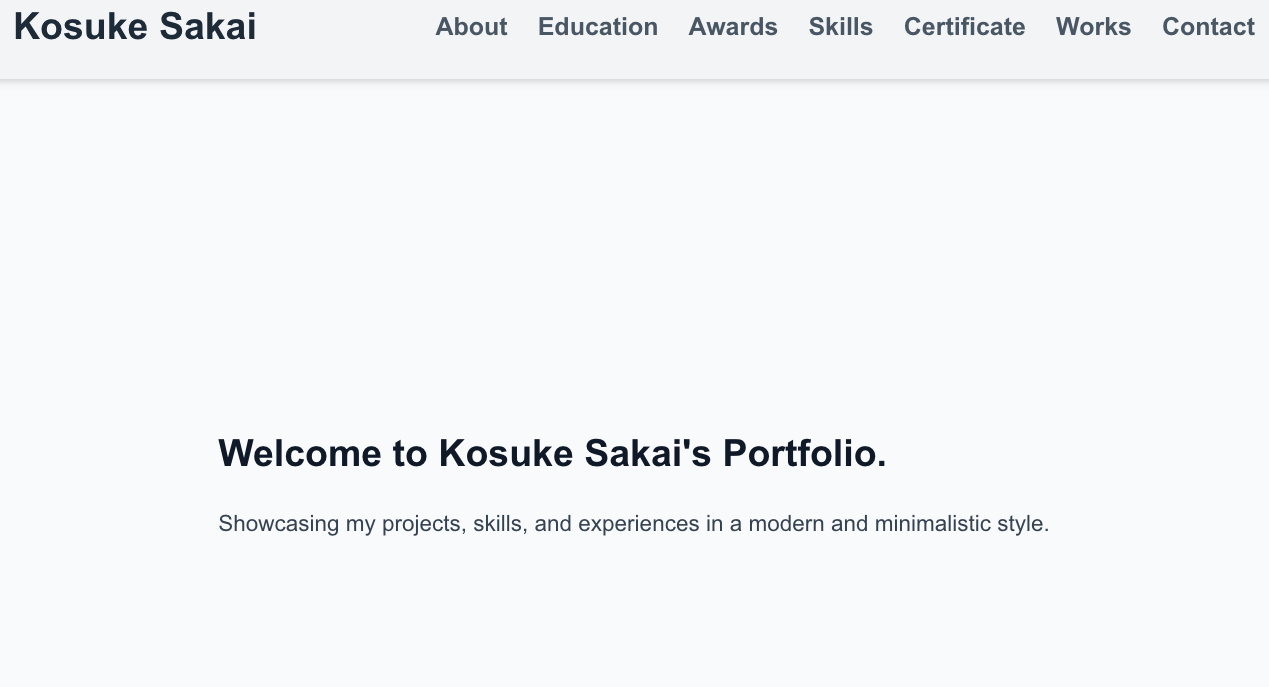 Kosuke Sakai
About Education Awards Skills Certificate Works Contact
Welcome to Kosuke Sakai's Portfolio.
Showcasing my projects, skills, and experiences in a modern and minimalistic style.